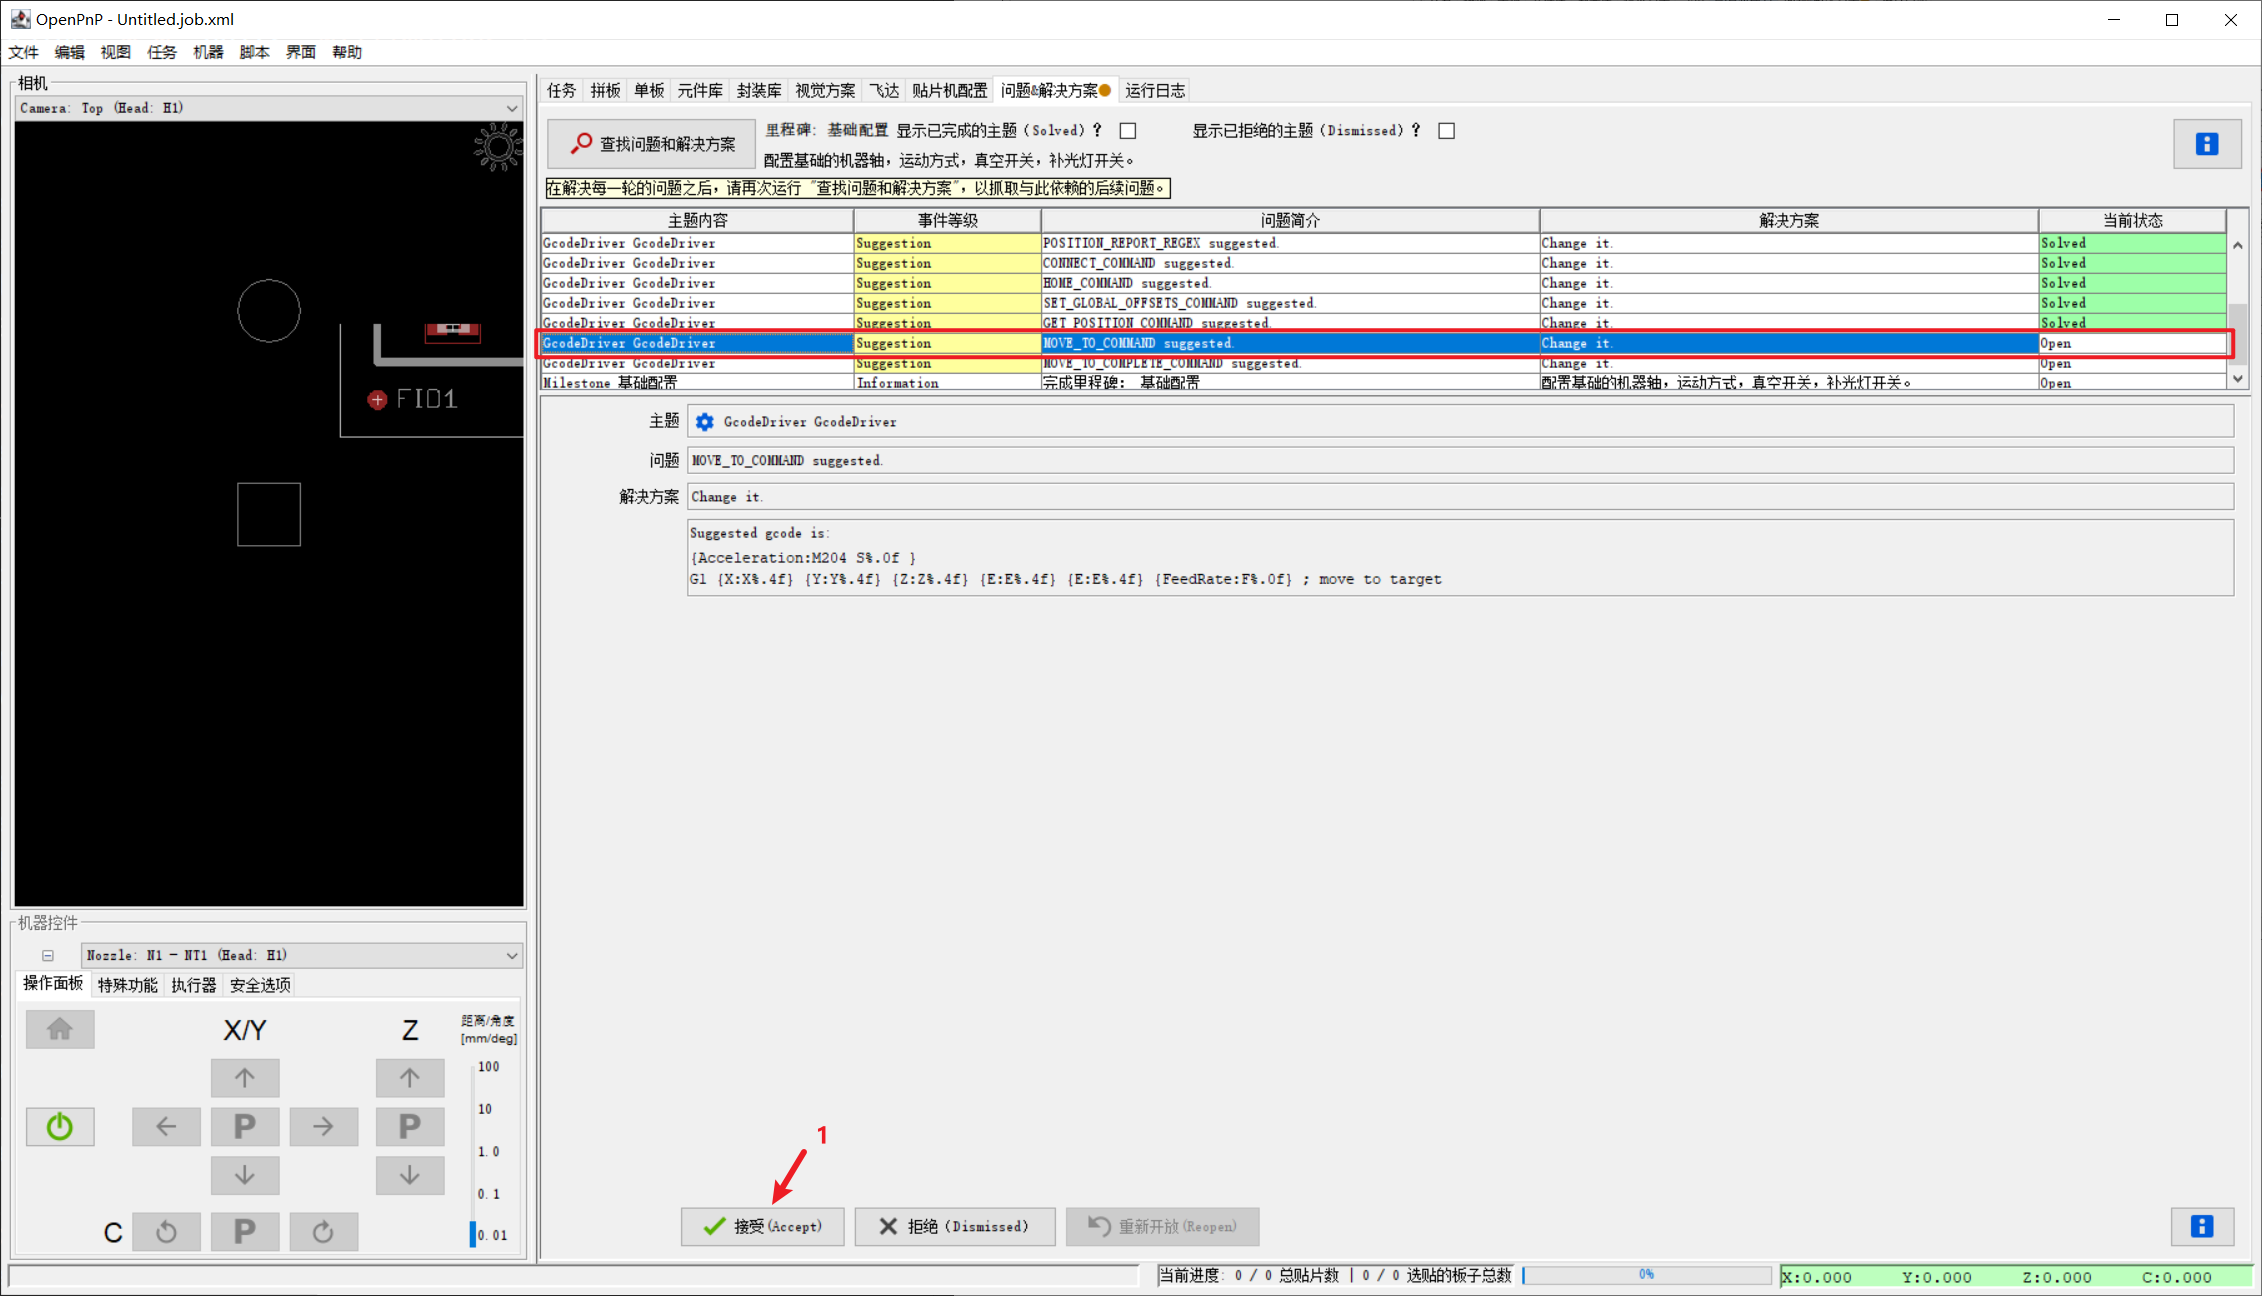 OpenPnP - Untitled.job.xml
文件 编辑 视图 任务 机器 脚本 界面 帮助
相机
Camera: Top (Head: H1)
FID1
机器控件
Nozzle: N1 - NT1 (Head: H1)
操作面板 特殊功能 执行器 安全选项
X/Y Z 距离/角度
[mm/deg]
100
10
P P
1.0
0.1
C P
0.01
任务 拼板 单板 元件库 封装库 视觉方案 飞达 贴片机配置 问题&解决方案 运行日志
查找问题和解决方案
里程碑: 基础配置 显示已完成的主题(Solved)? 显示已拒绝的主题(Dismissed)?
配置基础的机器轴，运动方式，真空开关，补光灯开关。
在解决每一轮的问题之后，请再次运行 "查找问题和解决方案"，以抓取与此依赖的后续问题。
主题内容 事件等级 问题简介 解决方案 当前状态
GcodeDriver GcodeDriver Suggestion POSITION_REPORT_REGEX suggested. Change it. Solved
GcodeDriver GcodeDriver Suggestion CONNECT_COMMAND suggested. Change it. Solved
GcodeDriver GcodeDriver Suggestion HOME_COMMAND suggested. Change it. Solved
GcodeDriver GcodeDriver Suggestion SET_GLOBAL_OFFSETS_COMMAND suggested. Change it. Solved
GcodeDriver GcodeDriver Suggestion GET_POSITION_COMMAND suggested. Change it. Solved
GcodeDriver GcodeDriver Suggestion MOVE_TO_COMMAND suggested. Change it. Open
GcodeDriver GcodeDriver Suggestion MOVE_TO_COMPLETE_COMMAND suggested. Change it. Open
Milestone 基础配置 Information 完成里程碑: 基础配置 配置基础的机器轴，运动方式，真空开关，补光灯开关。 Open
主题 GcodeDriver GcodeDriver
问题 MOVE_TO_COMMAND suggested.
解决方案 Change it.
Suggested gcode is:
{Acceleration:M204 S%.0f }
G1 {X:X%.4f} {Y:Y%.4f} {Z:Z%.4f} {E:E%.4f} {E:E%.4f} {FeedRate:F%.0f} ; move to target
1
接受(Accept) 拒绝(Dismissed) 重新开放(Reopen)
当前进度: 0 / 0 总贴片数 | 0 / 0 选贴的板子总数 0% X:0.000 Y:0.000 Z:0.000 C:0.000